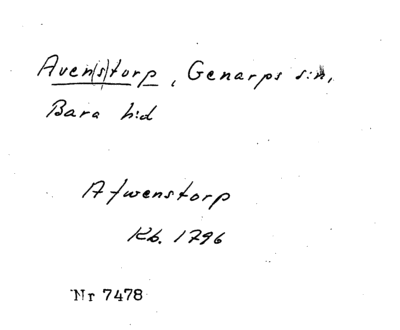 Aven(s)torp, Genarps s:n,
Bara h:d
Afwenstorp
Kb. 1796
Nr 7478